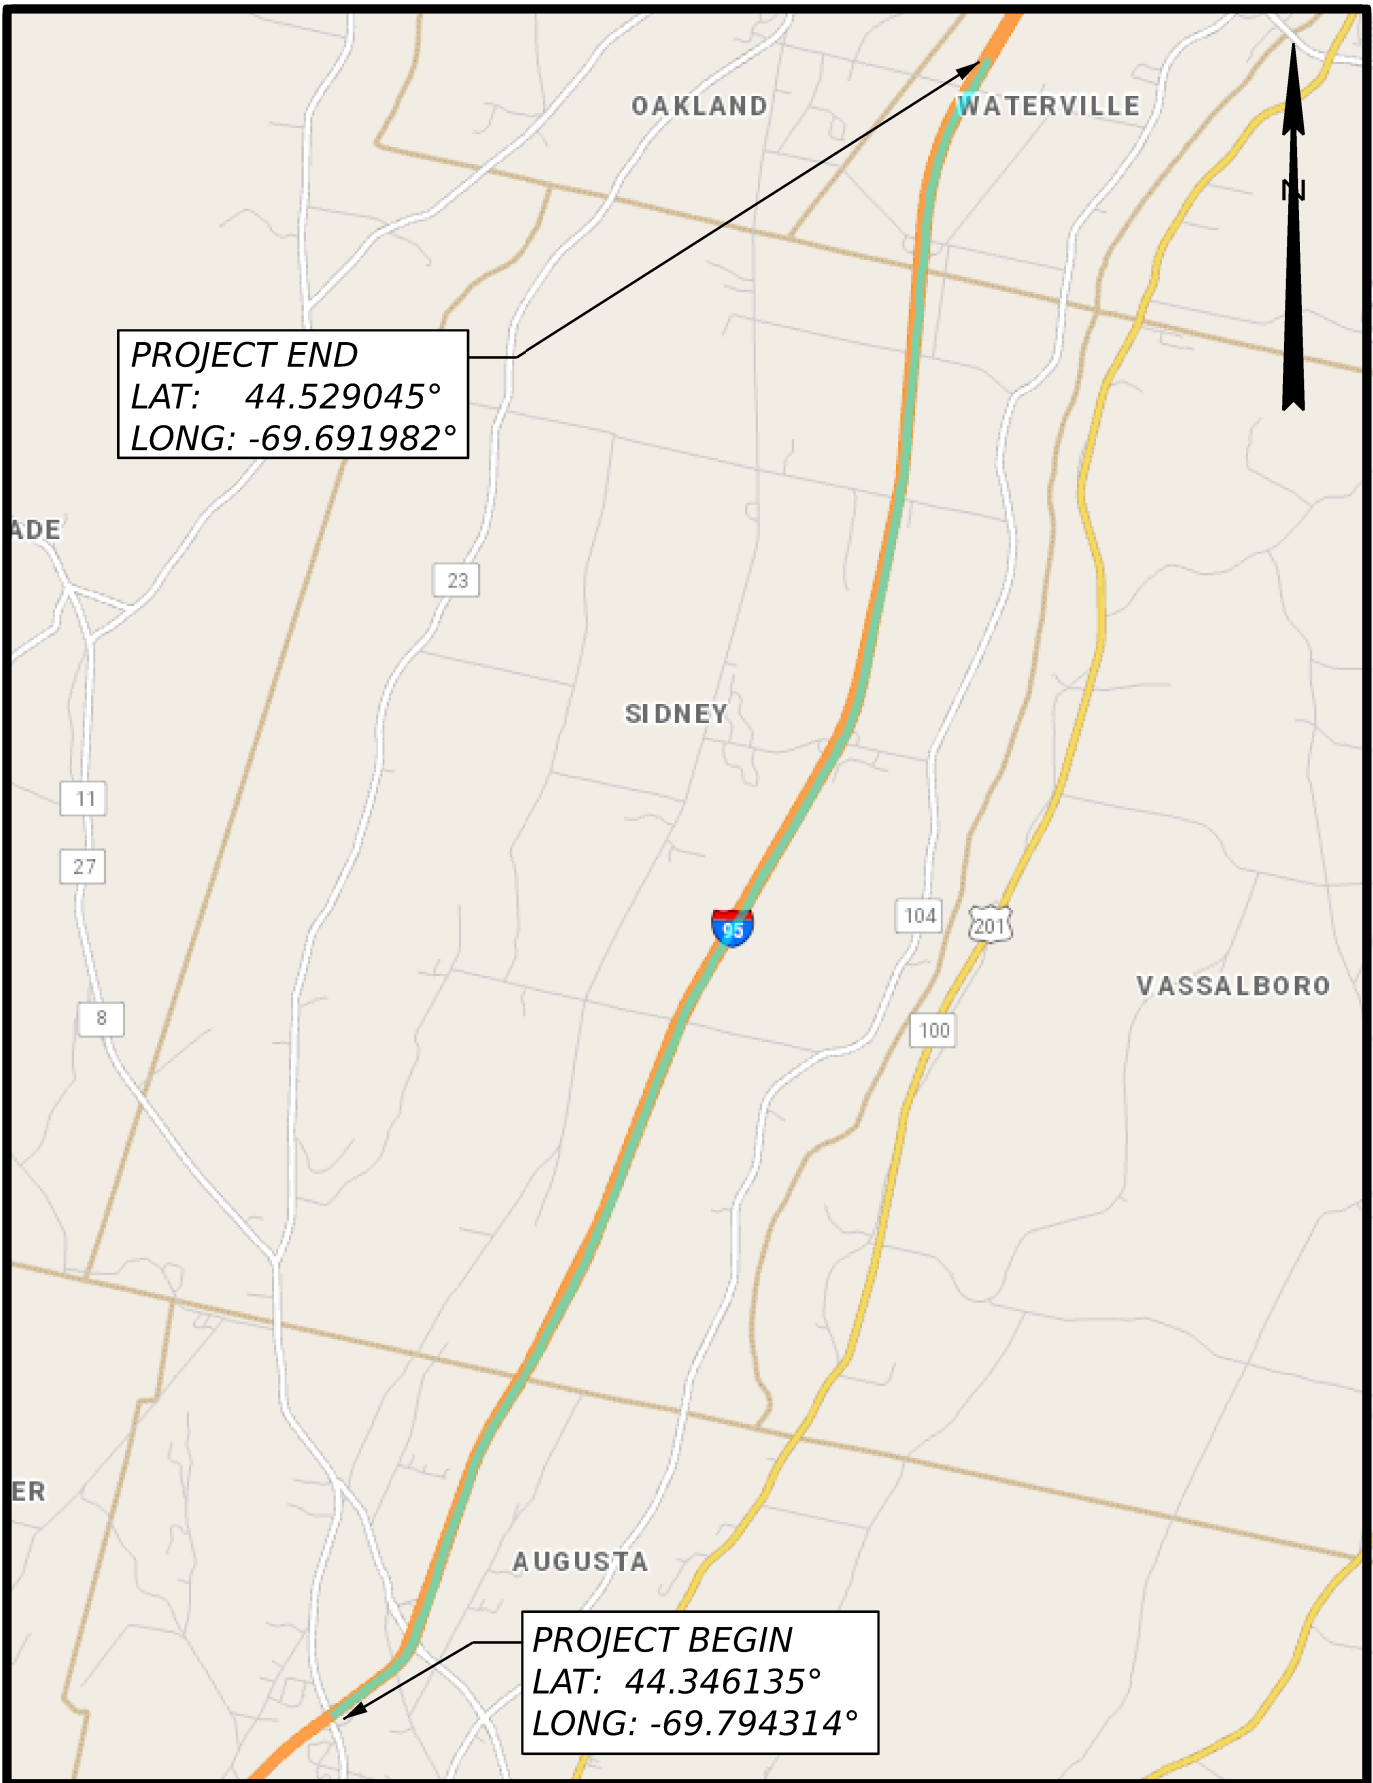 OAKLAND
WATERVILLE
N
PROJECT END
LAT: 44.529045°
LONG: -69.691982°
ADE
23
SIDNEY
11
27
95
104
201
VASSALBORO
8
100
ER
AUGUSTA
PROJECT BEGIN
LAT: 44.346135°
LONG: -69.794314°